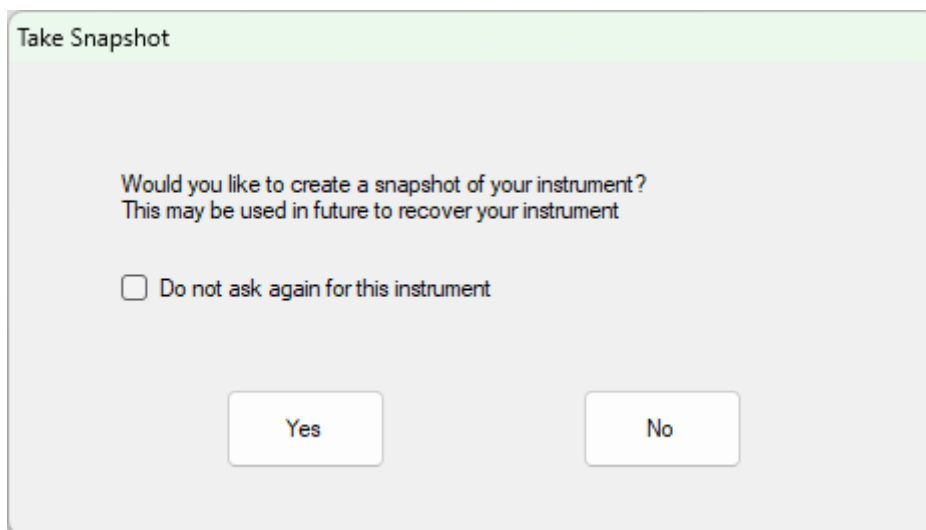 Take Snapshot
Would you like to create a snapshot of your instrument?
This may be used in future to recover your instrument
Do not ask again for this instrument
Yes
No